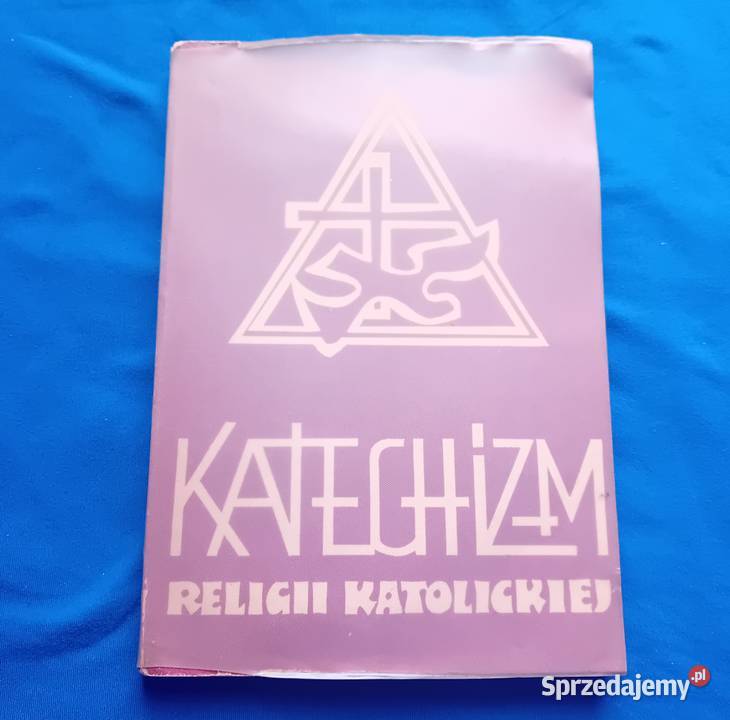 KATECHiZM
RELIGII KATOLICKIEJ
Sprzedajemy.pl